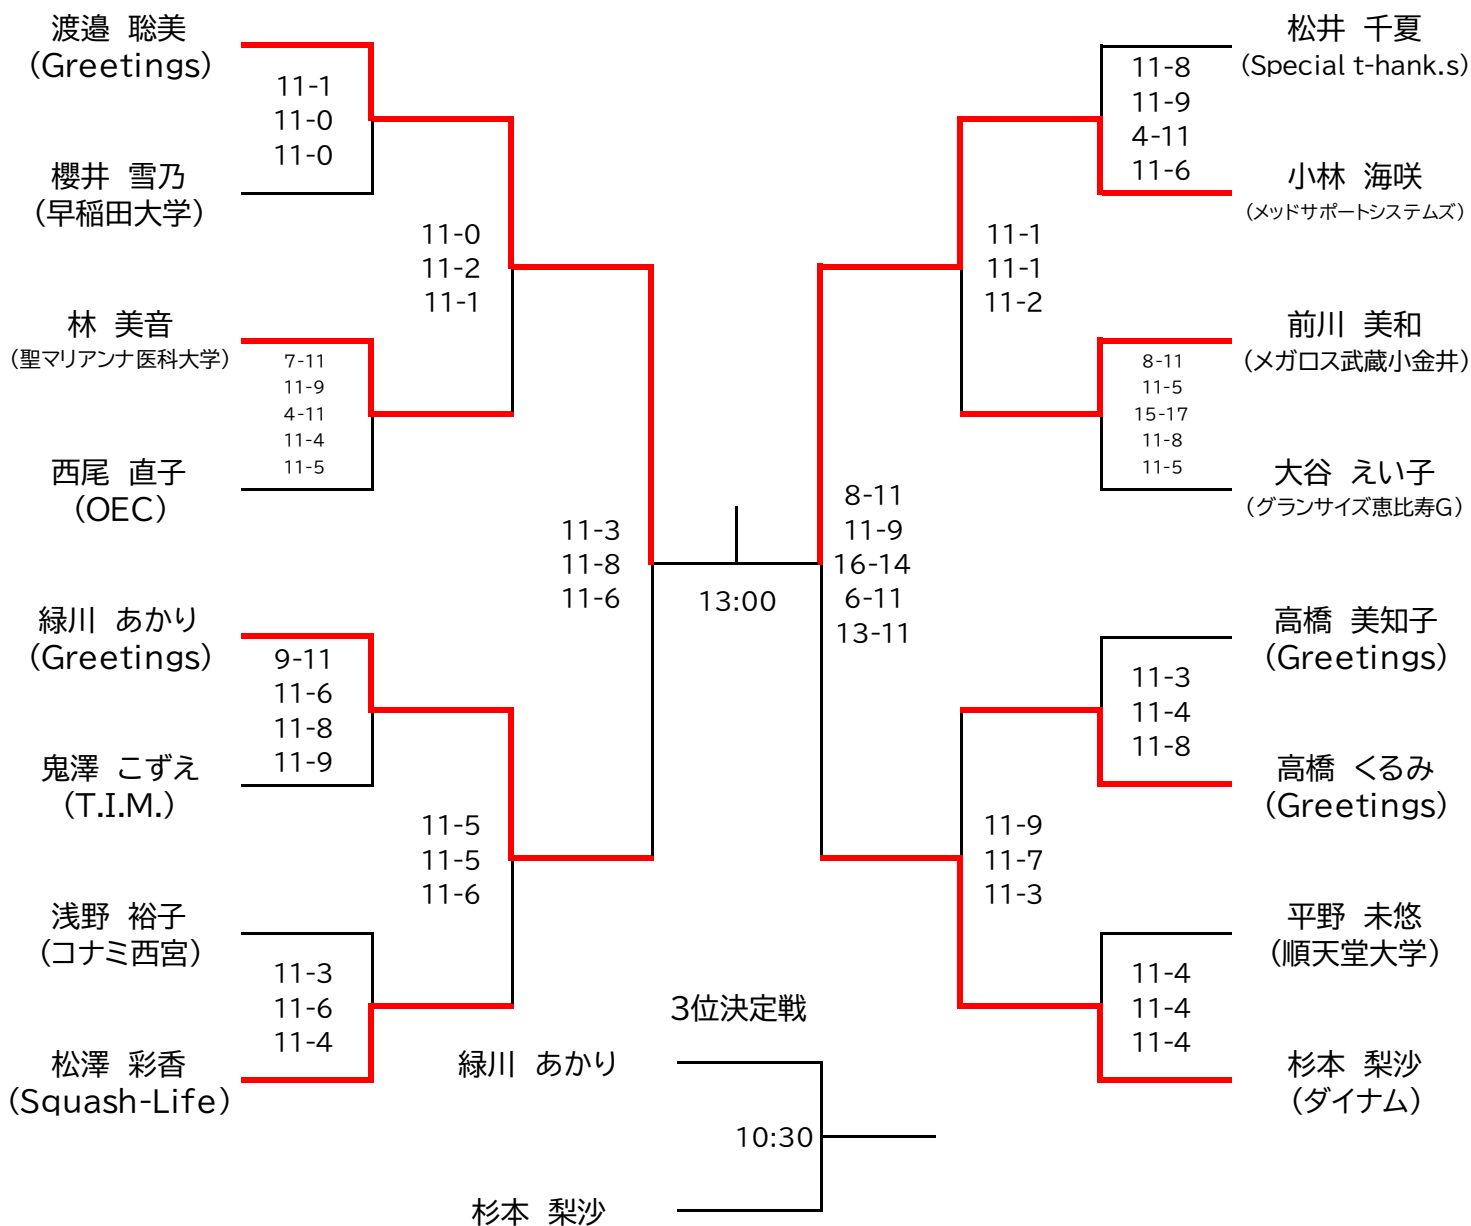 渡邉 聡美
(Greetings)
11-1
11-0
11-0
櫻井 雪乃
(早稲田大学)
11-0
11-2
11-1
林 美音
(聖マリアンナ医科大学)
7-11
11-9
4-11
11-4
11-5
西尾 直子
(OEC)
11-3
11-8
11-6
緑川 あかり
(Greetings)
9-11
11-6
11-8
11-9
鬼澤 こずえ
(T.I.M.)
11-5
11-5
11-6
浅野 裕子
(コナミ西宮)
11-3
11-6
11-4
松澤 彩香
(Squash-Life)
13:00
松井 千夏
(Special t-hank.s)
11-8
11-9
4-11
11-6
小林 海咲
(メッドサポートシステムズ)
11-1
11-1
11-2
前川 美和
(メガロス武蔵小金井)
8-11
11-5
15-17
11-8
11-5
大谷 えい子
(グランサイズ恵比寿G)
8-11
11-9
16-14
6-11
13-11
高橋 美知子
(Greetings)
11-3
11-4
11-8
高橋 くるみ
(Greetings)
11-9
11-7
11-3
平野 未悠
(順天堂大学)
11-4
11-4
11-4
杉本 梨沙
(ダイナム)
3位決定戦
緑川 あかり
10:30
杉本 梨沙